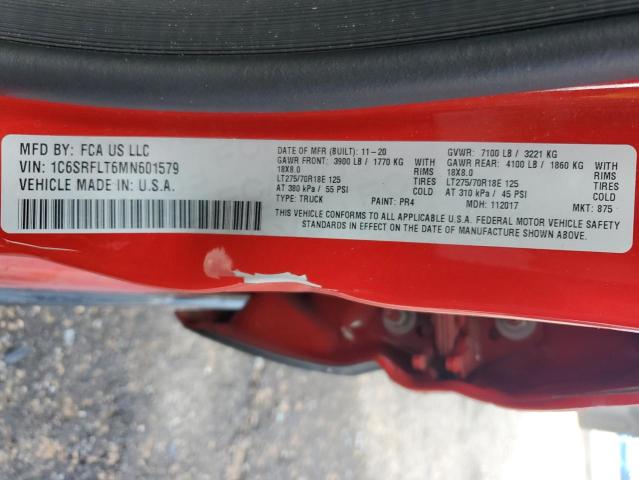 MFD BY: FCA US LLC
VIN: 1C6SRFLT6MN601579
VEHICLE MADE IN U.S.A.
DATE OF MFR (BUILT): 11-20 GVWR: 7100 LB / 3221 KG
GAWR FRONT: 3900 LB / 1770 KG WITH GAWR REAR: 4100 LB / 1860 KG WITH
18X8.0 RIMS 18X8.0 RIMS
LT275/70R18E 125 TIRES LT275/70R18E 125 TIRES
AT 380 kPa / 55 PSI COLD AT 310 kPa / 45 PSI COLD
TYPE: TRUCK PAINT: PR4 MDH: 112017 MKT: 875
THIS VEHICLE CONFORMS TO ALL APPLICABLE U.S.A. FEDERAL MOTOR VEHICLE SAFETY
STANDARDS IN EFFECT ON THE DATE OF MANUFACTURE SHOWN ABOVE.